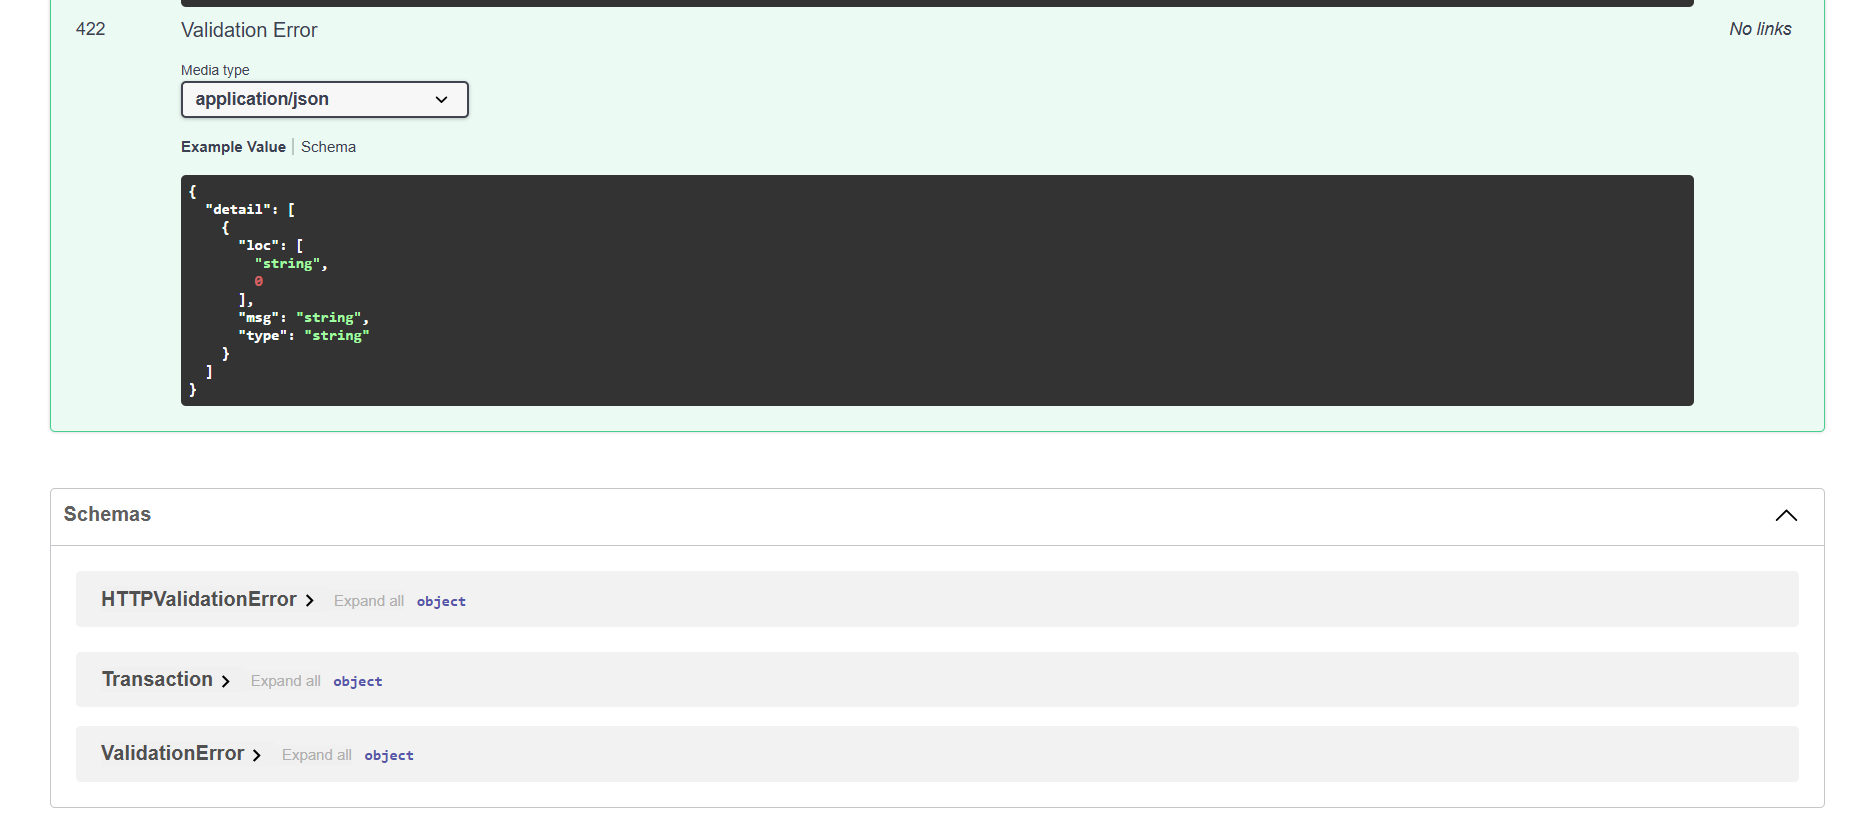 422 Validation Error No links
Media type
application/json
Example Value Schema
{
  "detail": [
    {
      "loc": [
        "string",
        0
      ],
      "msg": "string",
      "type": "string"
    }
  ]
}
Schemas
HTTPValidationError Expand all object
Transaction Expand all object
ValidationError Expand all object